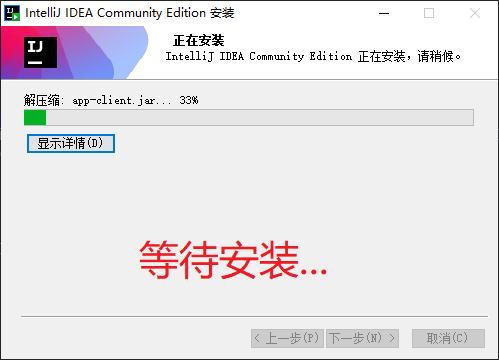 IntelliJ IDEA Community Edition 安装
IJ
正在安装
IntelliJ IDEA Community Edition 正在安装，请稍候。
解压缩: app-client.jar... 33%
显示详情(D)
等待安装...
< 上一步(P) 下一步(N) > 取消(C)